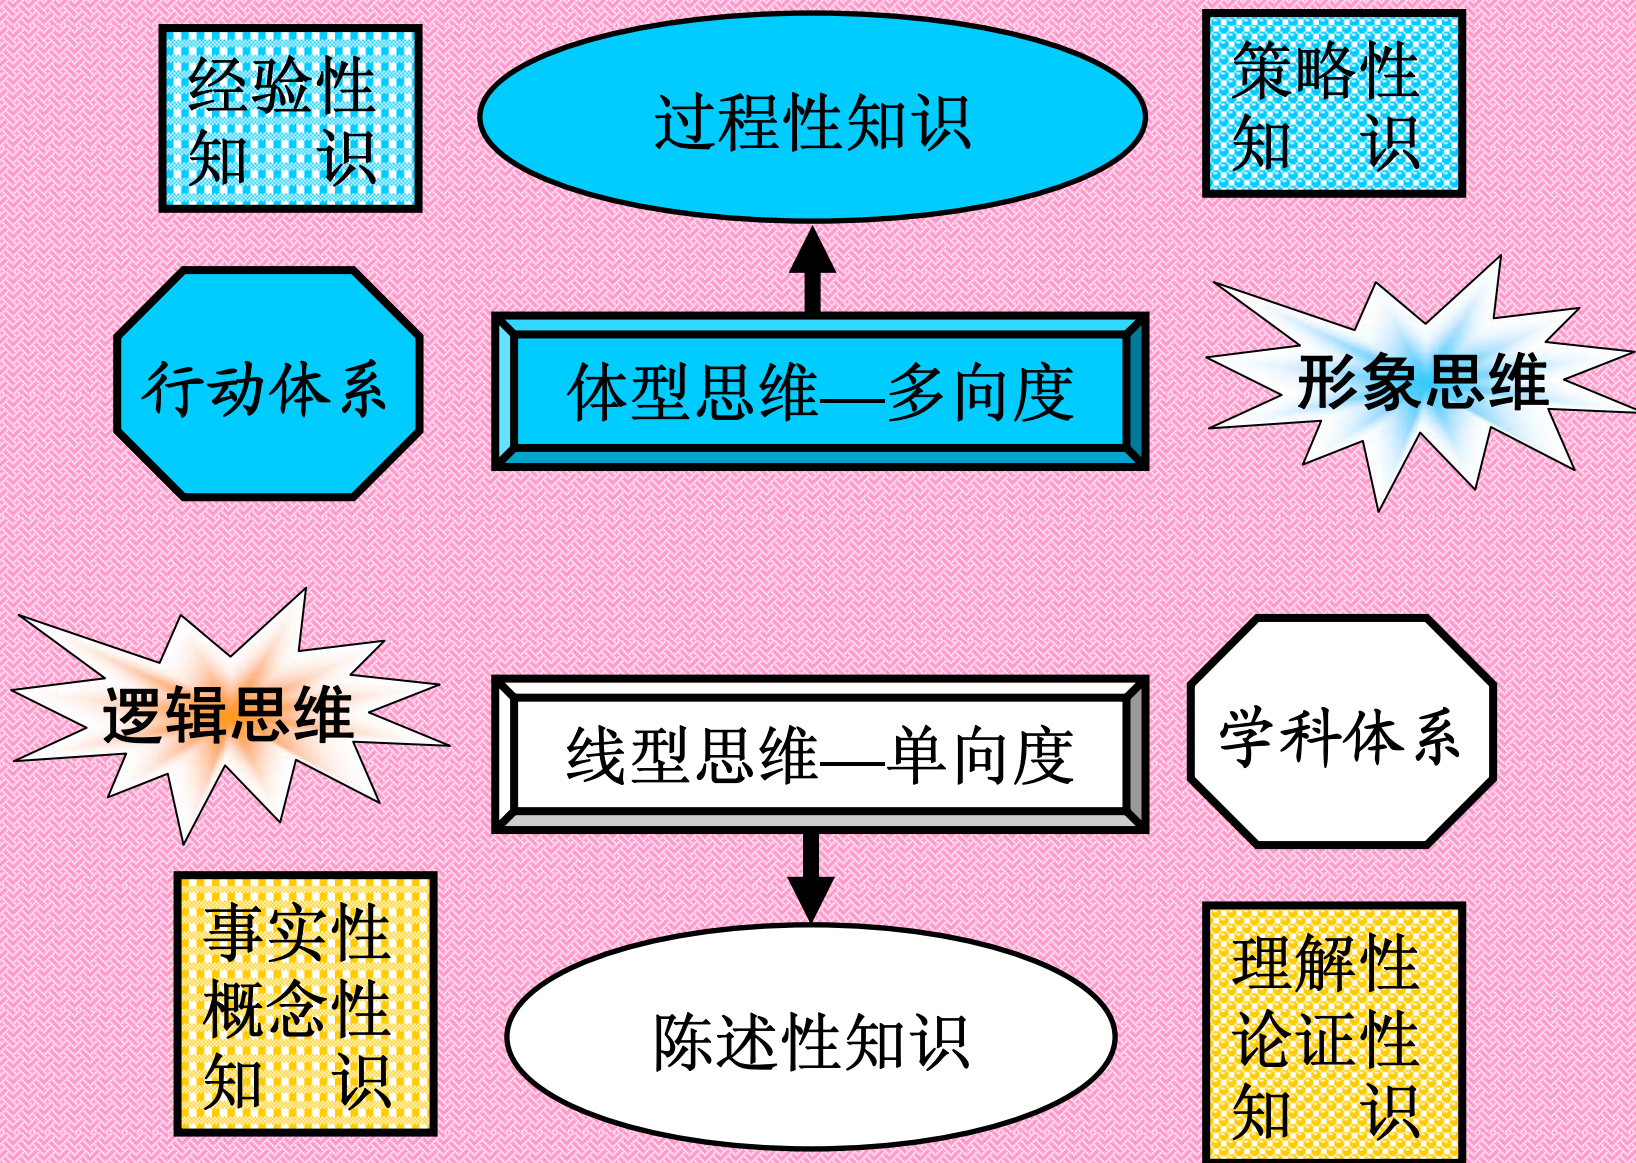 经验性
知　识
过程性知识
策略性
知　识
行动体系
体型思维—多向度
形象思维
逻辑思维
线型思维—单向度
学科体系
事实性
概念性
知　识
陈述性知识
理解性
论证性
知　识